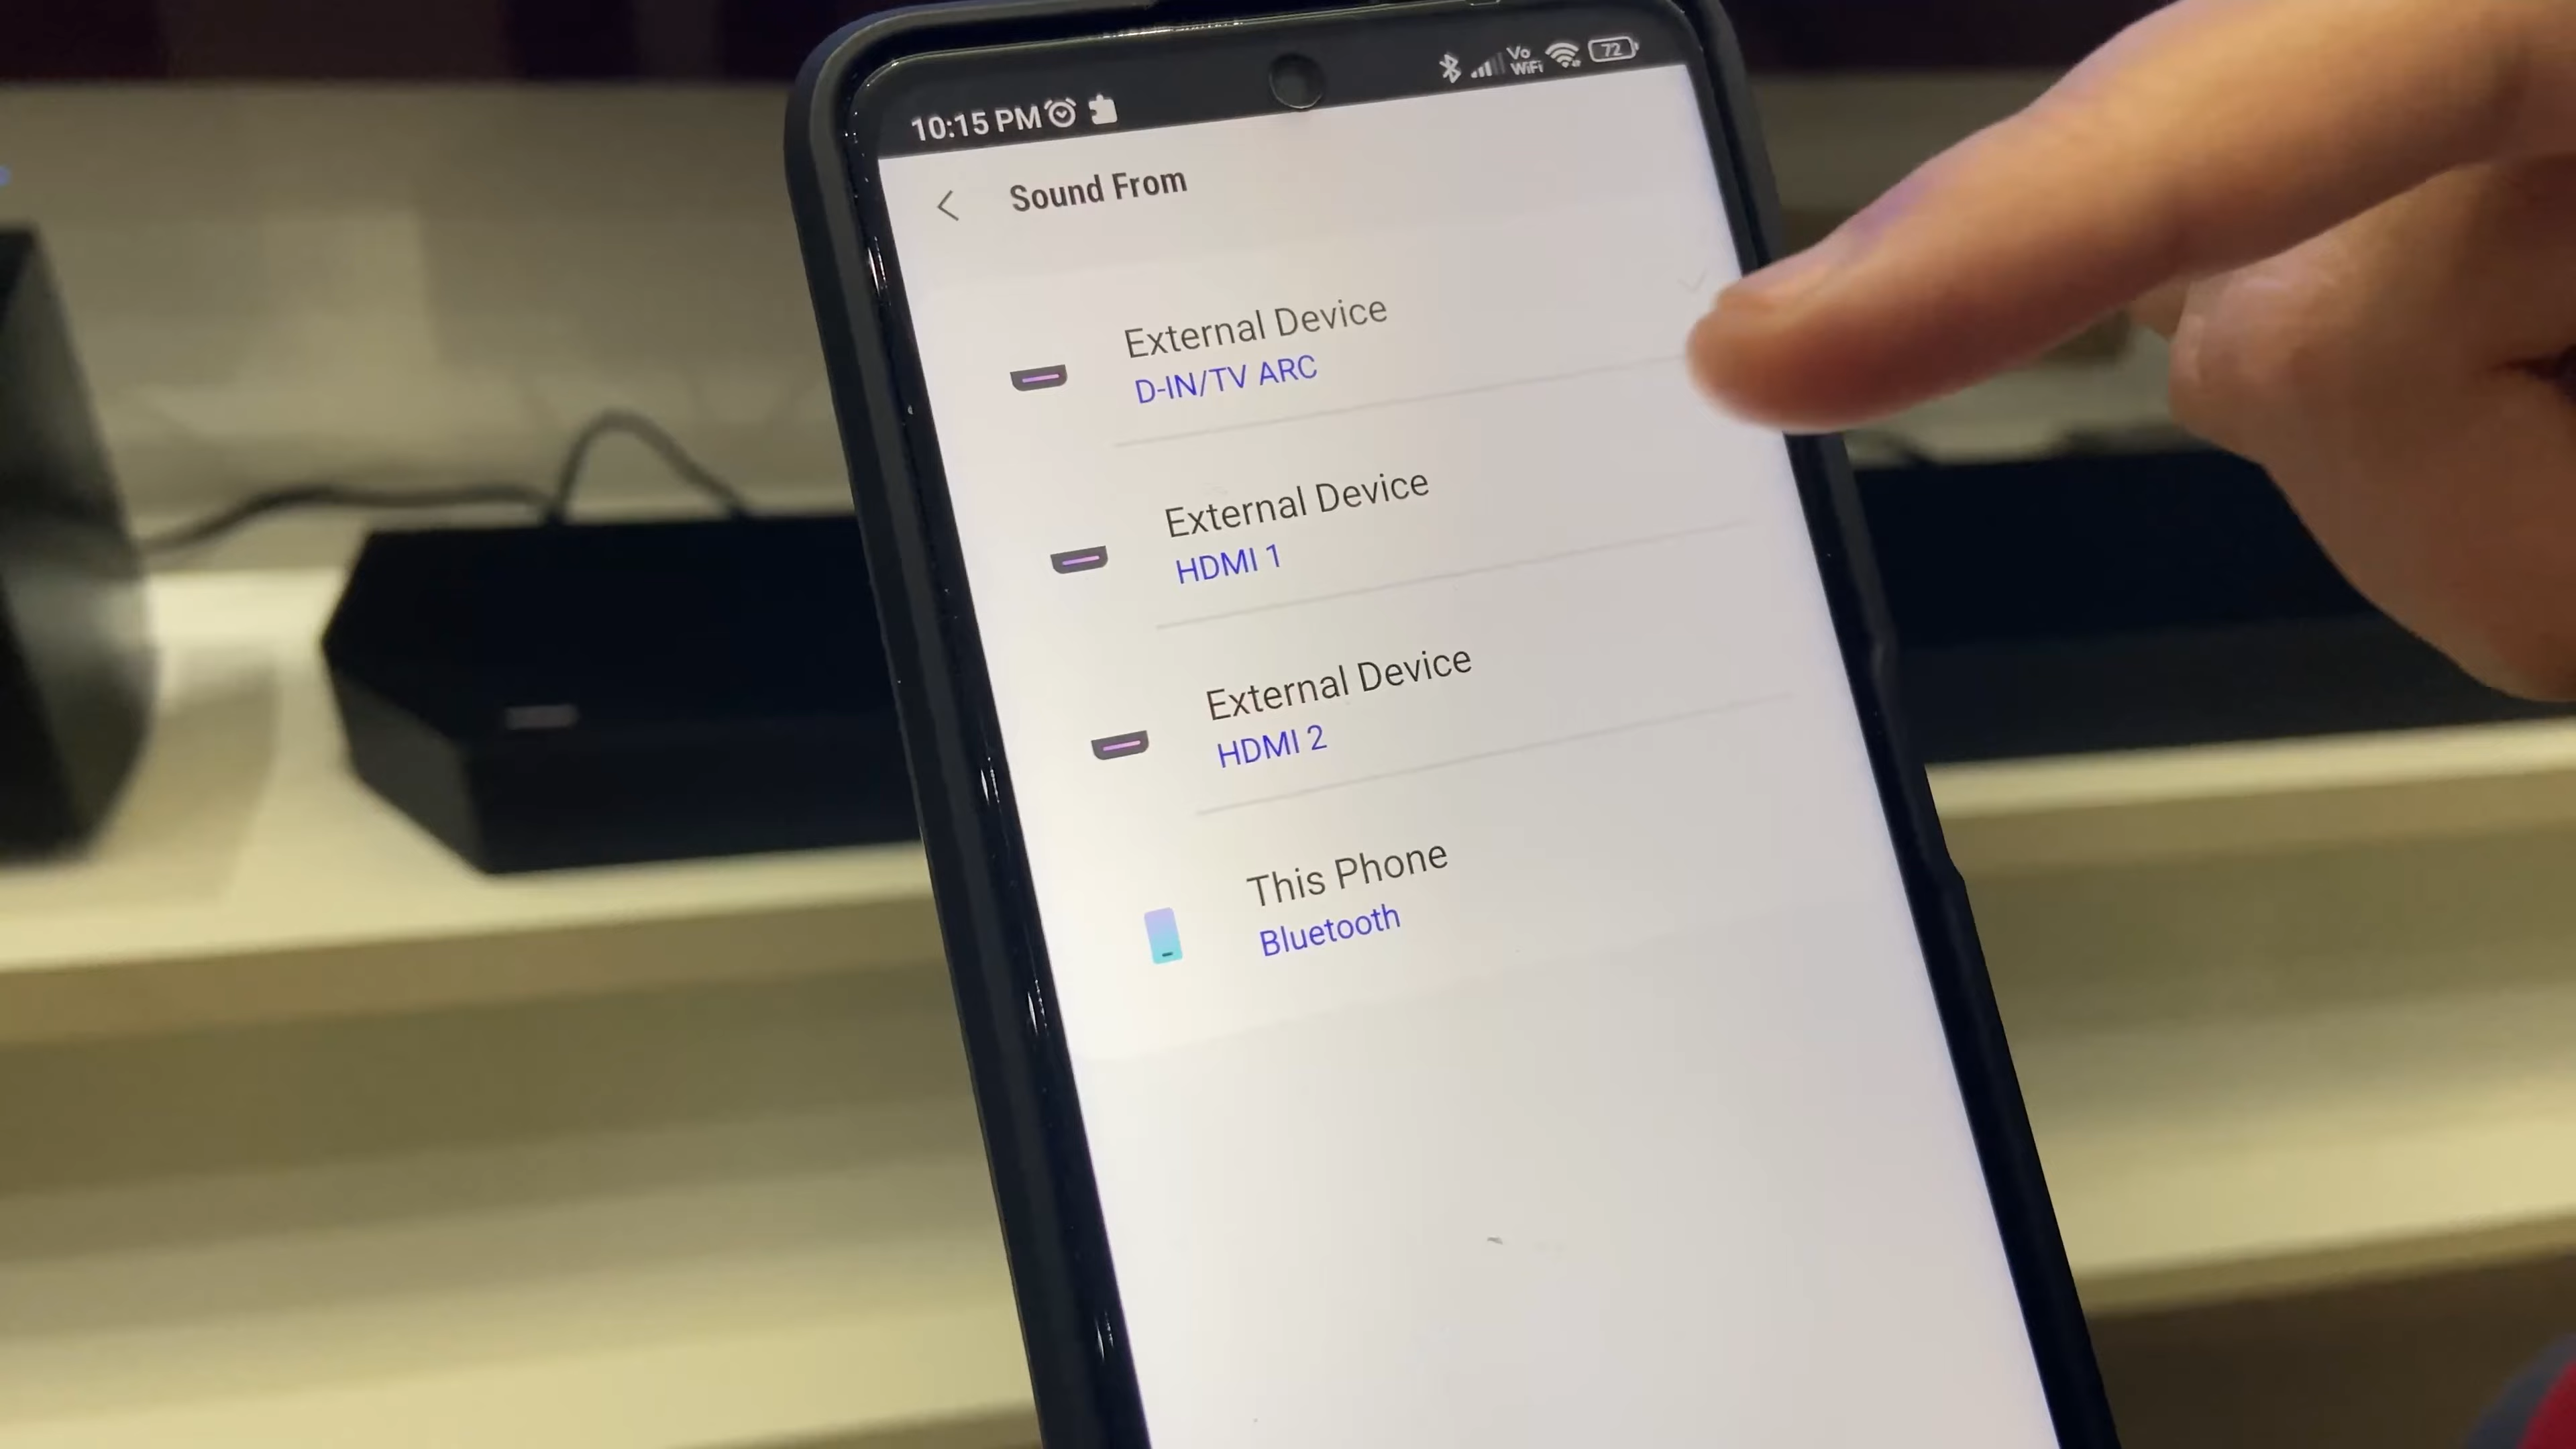 10:15 PM
Vo
WiFi
72
Sound From
External Device
D-IN/TV ARC
External Device
HDMI 1
External Device
HDMI 2
This Phone
Bluetooth